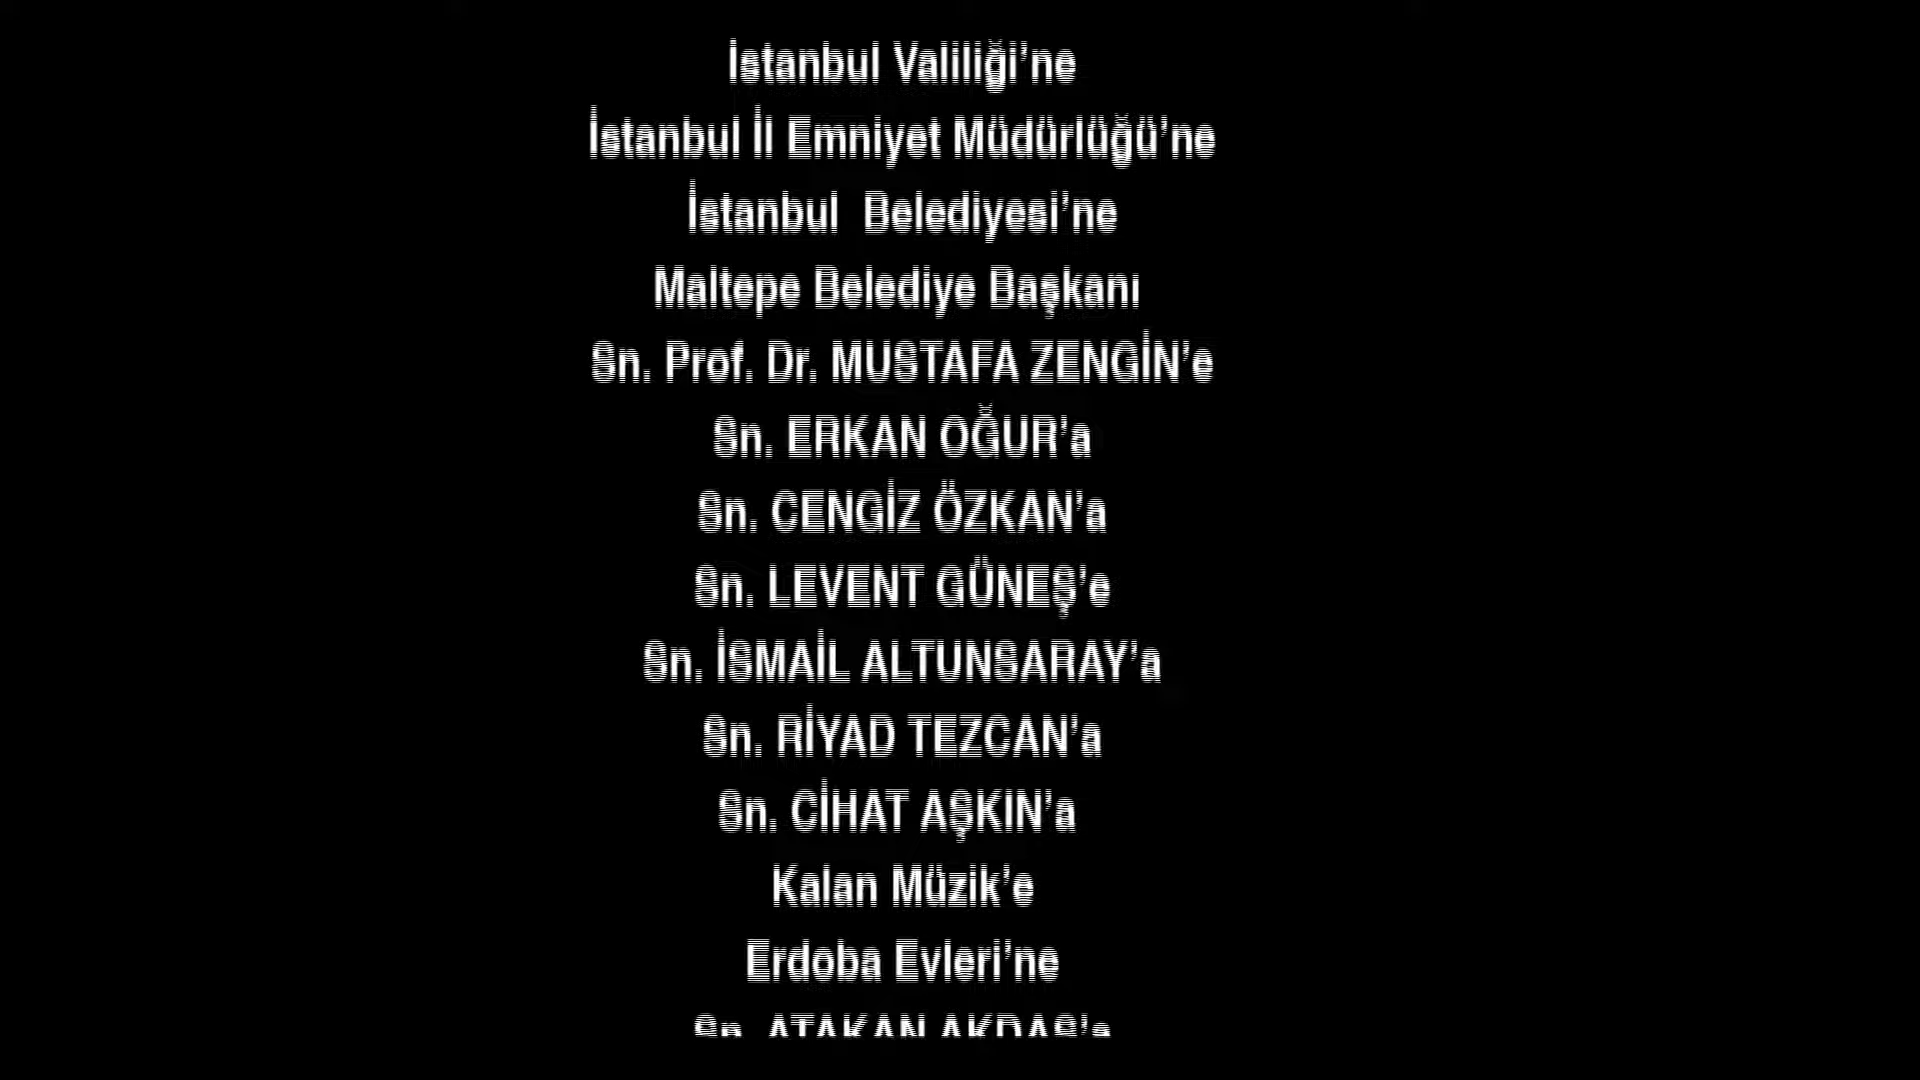 İstanbul Valiliği’ne
İstanbul İl Emniyet Müdürlüğü’ne
İstanbul Belediyesi’ne
Maltepe Belediye Başkanı
Sn. Prof. Dr. MUSTAFA ZENGİN’e
Sn. ERKAN OĞUR’a
Sn. CENGİZ ÖZKAN’a
Sn. LEVENT GÜNEŞ’e
Sn. İSMAİL ALTUNSARAY’a
Sn. RİYAD TEZCAN’a
Sn. CİHAT AŞKIN’a
Kalan Müzik’e
Erdoba Evleri’ne
Sn. ATAKAN